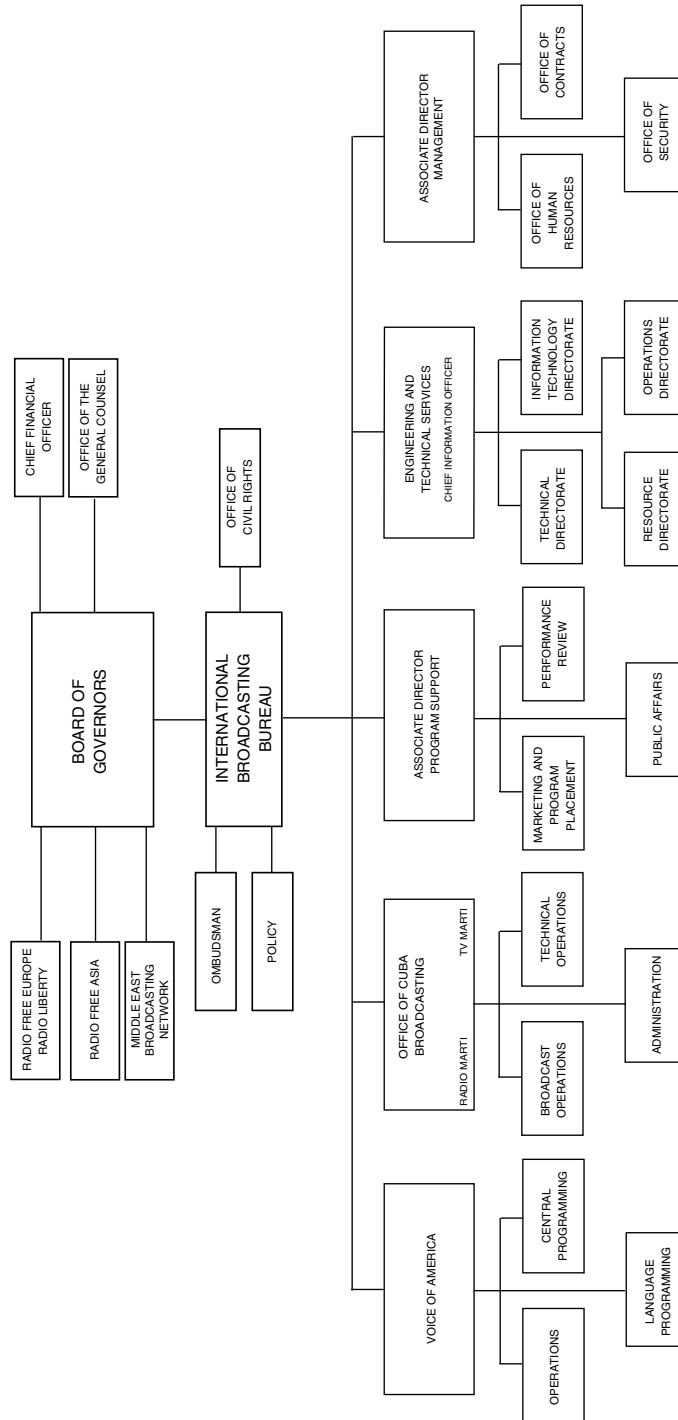 RADIO FREE EUROPE
RADIO LIBERTY
RADIO FREE ASIA
MIDDLE EAST
BROADCASTING
NETWORK
BOARD OF
GOVERNORS
CHIEF FINANCIAL
OFFICER
OFFICE OF THE
GENERAL COUNSEL
OMBUDSMAN
POLICY
INTERNATIONAL
BROADCASTING
BUREAU
OFFICE OF
CIVIL RIGHTS
VOICE OF AMERICA
OFFICE OF CUBA
BROADCASTING
RADIO MARTI
TV MARTI
ASSOCIATE DIRECTOR
PROGRAM SUPPORT
ENGINEERING AND
TECHNICAL SERVICES
CHIEF INFORMATION OFFICER
ASSOCIATE DIRECTOR
MANAGEMENT
OPERATIONS
CENTRAL
PROGRAMMING
BROADCAST
OPERATIONS
TECHNICAL
OPERATIONS
MARKETING AND
PROGRAM
PLACEMENT
PERFORMANCE
REVIEW
TECHNICAL
DIRECTORATE
INFORMATION
TECHNOLOGY
DIRECTORATE
OFFICE OF
HUMAN
RESOURCES
OFFICE OF
CONTRACTS
LANGUAGE
PROGRAMMING
ADMINISTRATION
PUBLIC AFFAIRS
RESOURCE
DIRECTORATE
OPERATIONS
DIRECTORATE
OFFICE OF
SECURITY